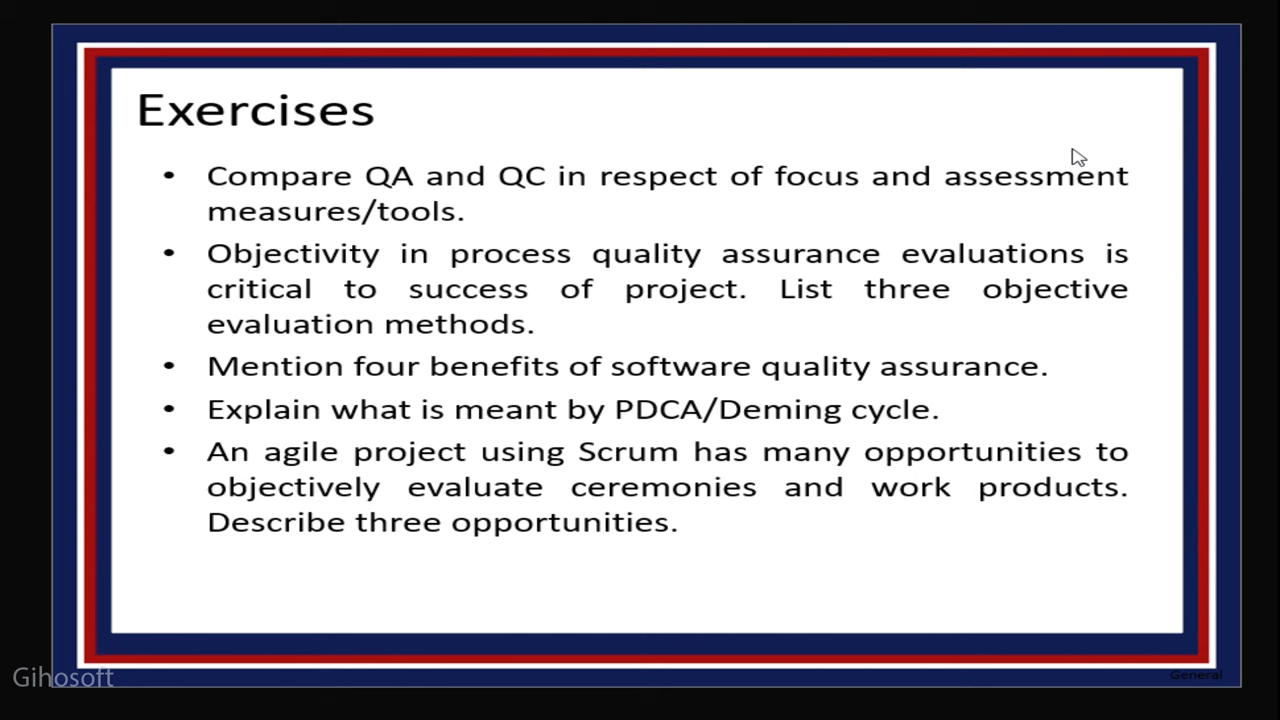 Exercises
• Compare QA and QC in respect of focus and assessment
measures/tools.
• Objectivity in process quality assurance evaluations is
critical to success of project. List three objective
evaluation methods.
• Mention four benefits of software quality assurance.
• Explain what is meant by PDCA/Deming cycle.
• An agile project using Scrum has many opportunities to
objectively evaluate ceremonies and work products.
Describe three opportunities.
Gihosoft
General